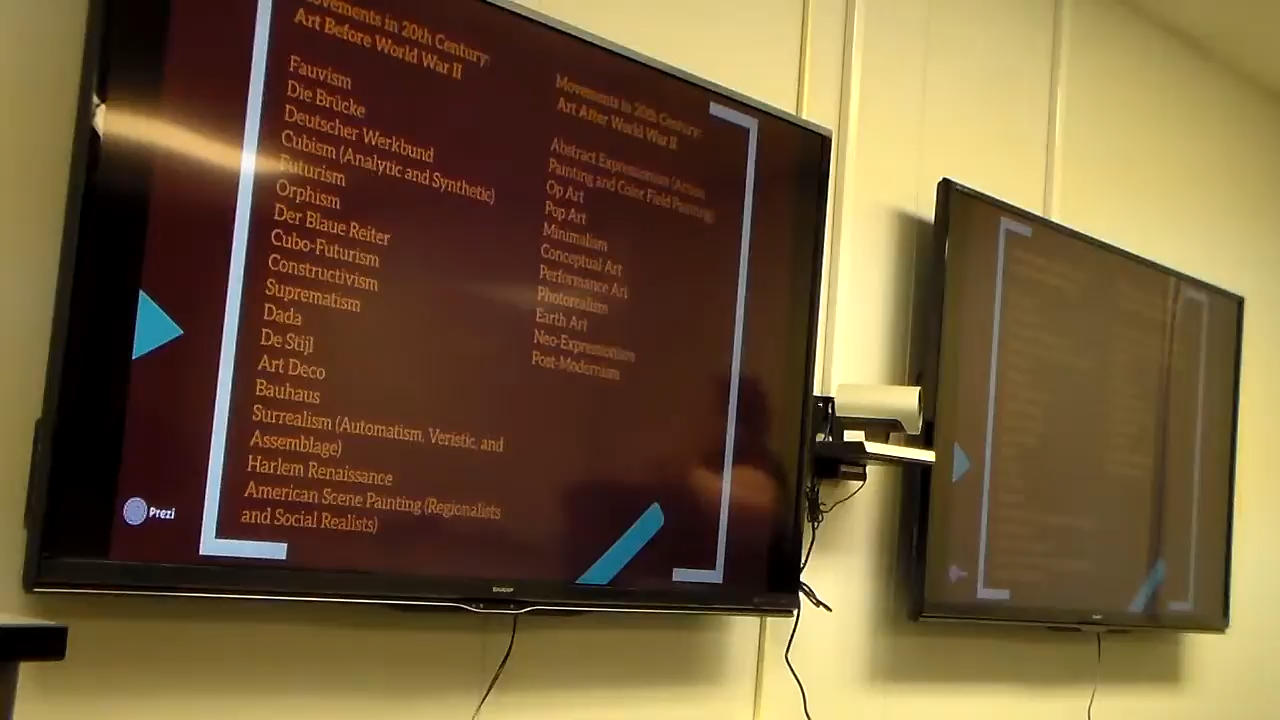 Movements in 20th Century:
Art Before World War II
Fauvism
Die Brücke
Deutscher Werkbund
Cubism (Analytic and Synthetic)
Futurism
Orphism
Der Blaue Reiter
Cubo-Futurism
Constructivism
Suprematism
Dada
De Stijl
Art Deco
Bauhaus
Surrealism (Automatism, Veristic, and
Assemblage)
Harlem Renaissance
American Scene Painting (Regionalists
and Social Realists)
Movements in 20th Century:
Art After World War II
Abstract Expressionism (Action
Painting and Color Field Painting)
Op Art
Pop Art
Minimalism
Conceptual Art
Performance Art
Photorealism
Earth Art
Neo-Expressionism
Post-Modernism
Prezi
SHARP